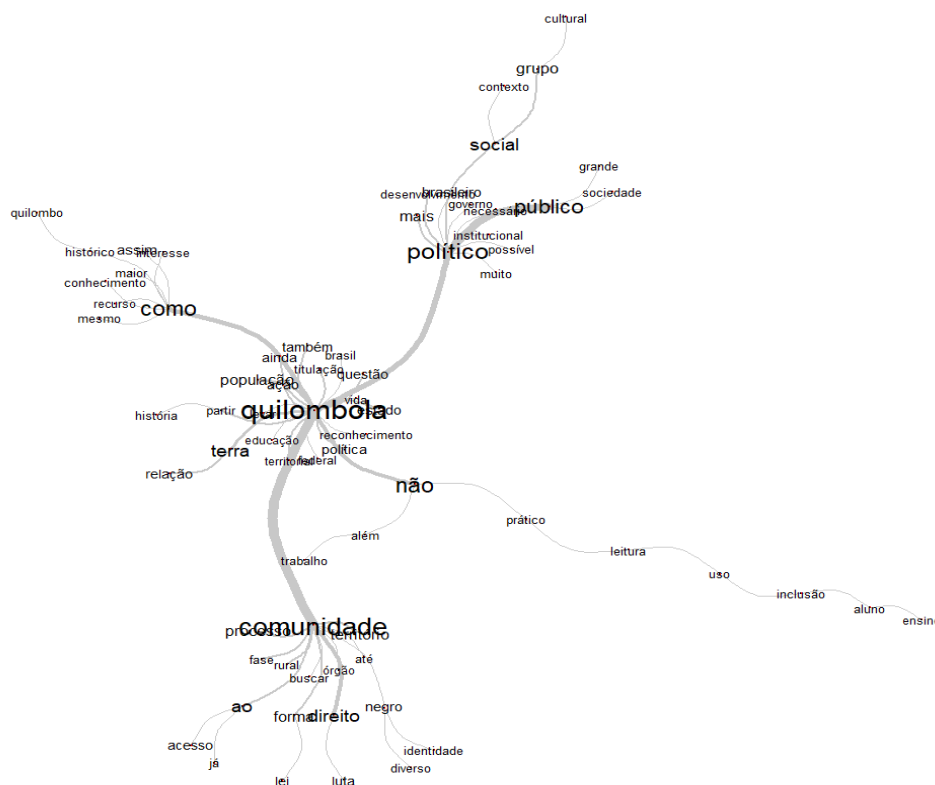 cultural
grupo
contexto
social
grande
desenvolvimento
brasileiro
sociedade
governo
público
necessário
quilombo
mais
institucional
assim
histórico
interesse
político
possível
maior
muito
conhecimento
recurso
como
mesmo
também
ainda
brasil
titulação
questão
população
ação
vida
história
partir
quilombola
estado
educação
reconhecimento
terra
política
territorial
federal
relação
não
prático
além
leitura
trabalho
uso
inclusão
aluno
ensino
comunidade
processo
território
fase
rural
até
órgão
buscar
ao
forma
direito
negro
acesso
identidade
já
diverso
lei
luta